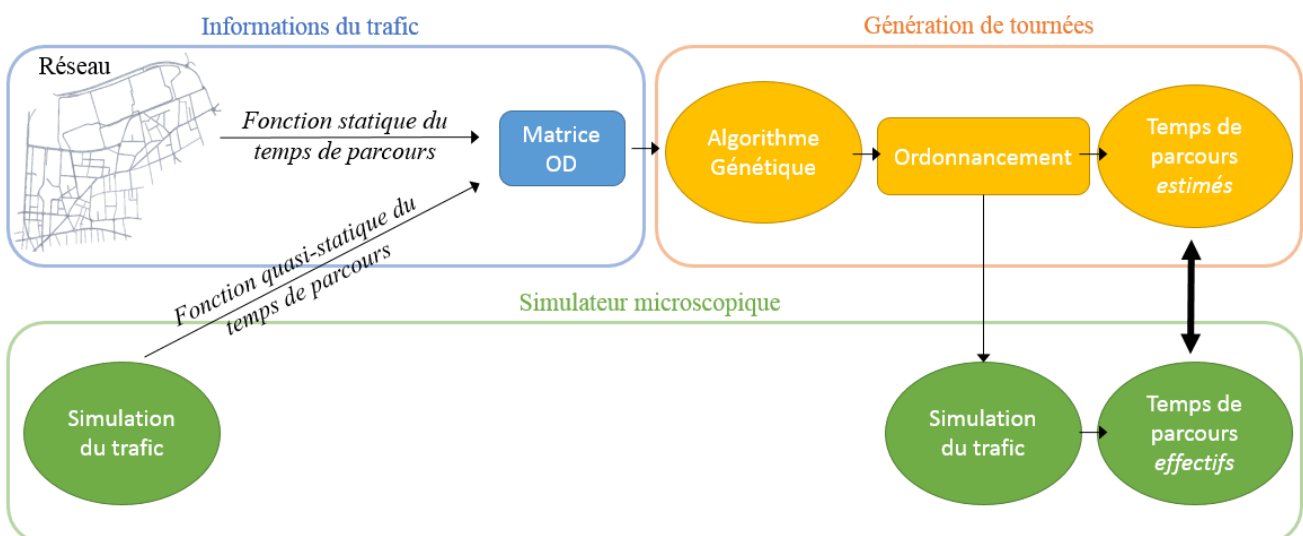 Informations du trafic
Génération de tournées
Réseau
Fonction statique du
temps de parcours
Matrice
OD
Algorithme
Génétique
Ordonnancement
Temps de
parcours
estimés
Fonction quasi-statique du
temps de parcours
Simulateur microscopique
Simulation
du trafic
Simulation
du trafic
Temps de
parcours
effectifs